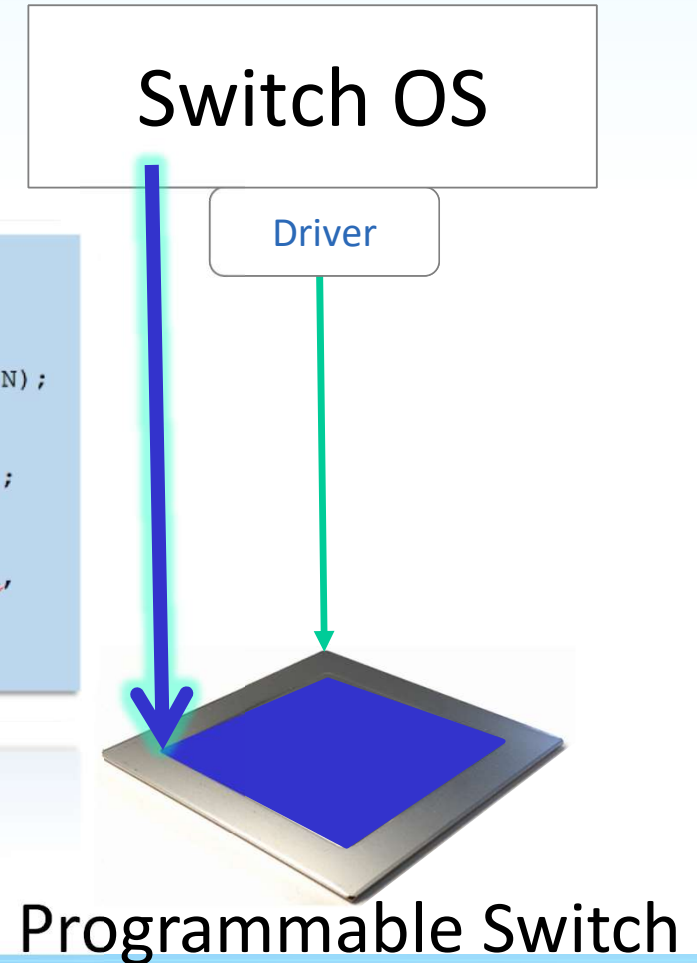 Switch OS
Driver
N);
;
,
Programmable Switch